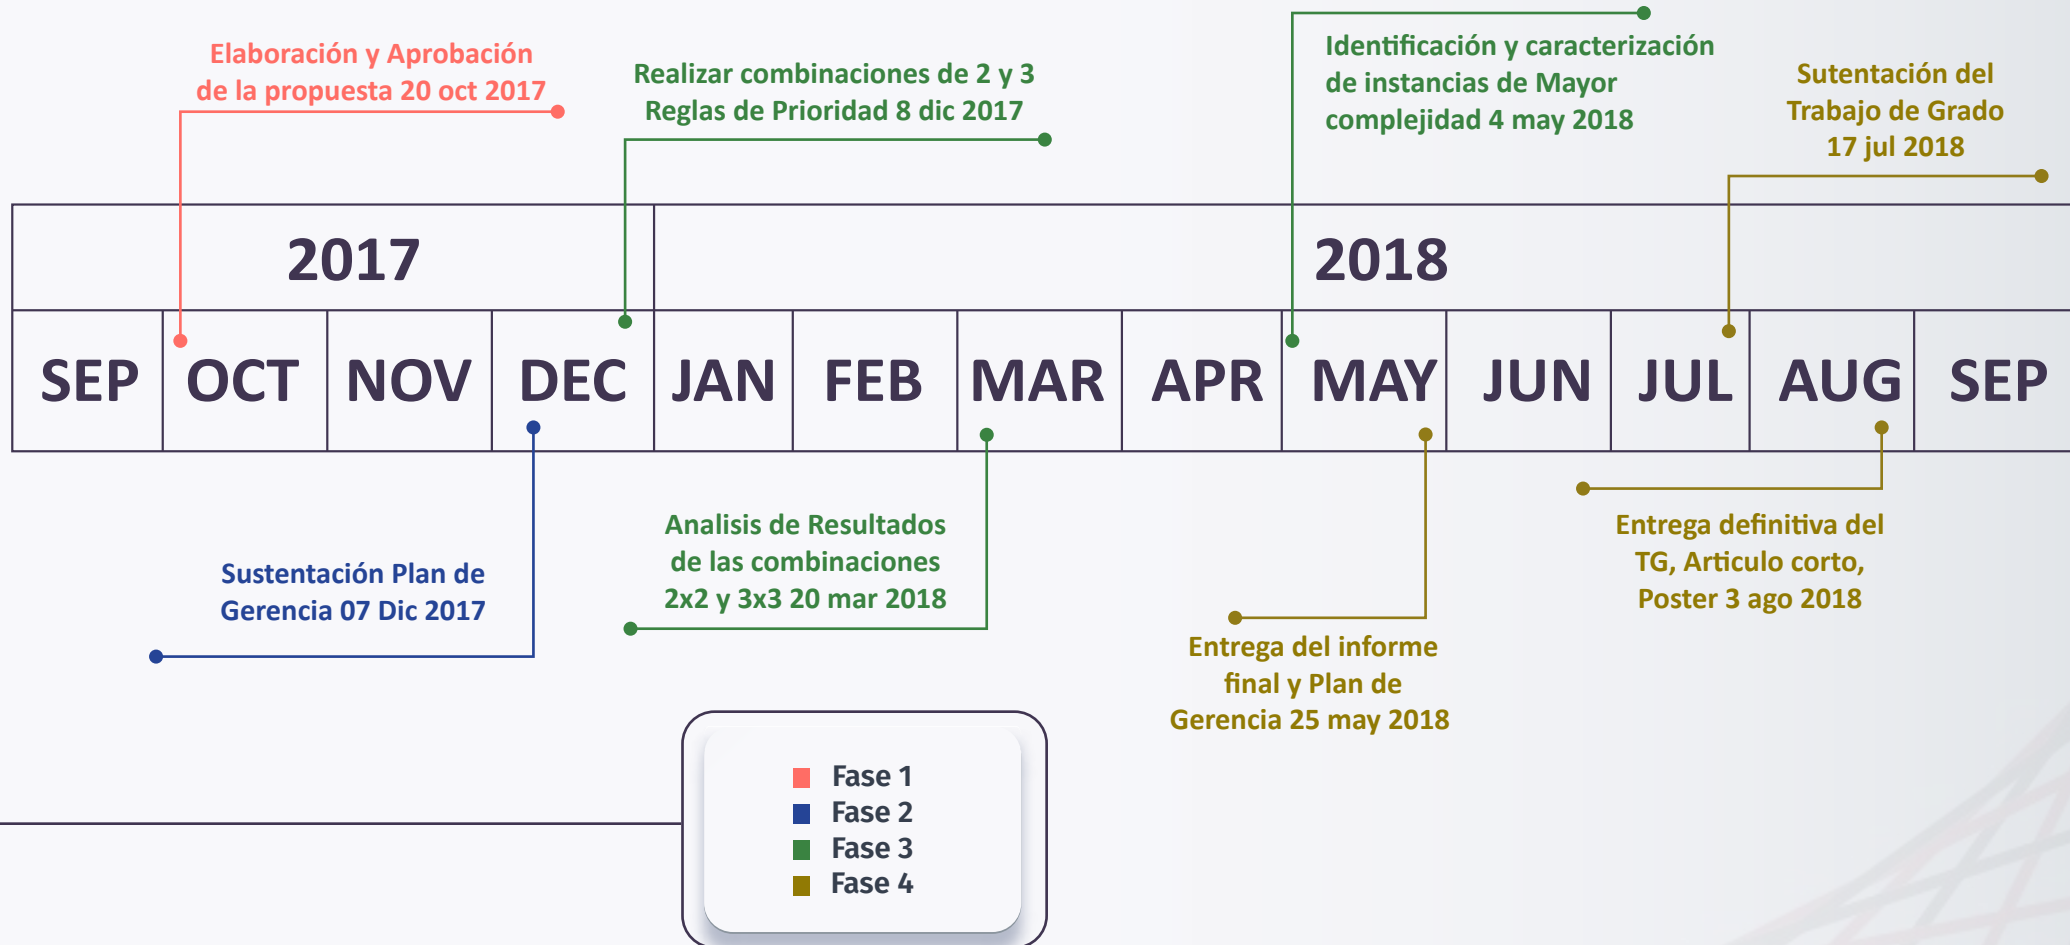 Elaboración y Aprobación
de la propuesta 20 oct 2017
Realizar combinaciones de 2 y 3
Reglas de Prioridad 8 dic 2017
Identificación y caracterización
de instancias de Mayor
complejidad 4 may 2018
Sutentación del
Trabajo de Grado
17 jul 2018
2017
2018
SEP
OCT
NOV
DEC
JAN
FEB
MAR
APR
MAY
JUN
JUL
AUG
SEP
Sustentación Plan de
Gerencia 07 Dic 2017
Analisis de Resultados
de las combinaciones
2x2 y 3x3 20 mar 2018
Entrega del informe
final y Plan de
Gerencia 25 may 2018
Entrega definitiva del
TG, Articulo corto,
Poster 3 ago 2018
Fase 1
Fase 2
Fase 3
Fase 4